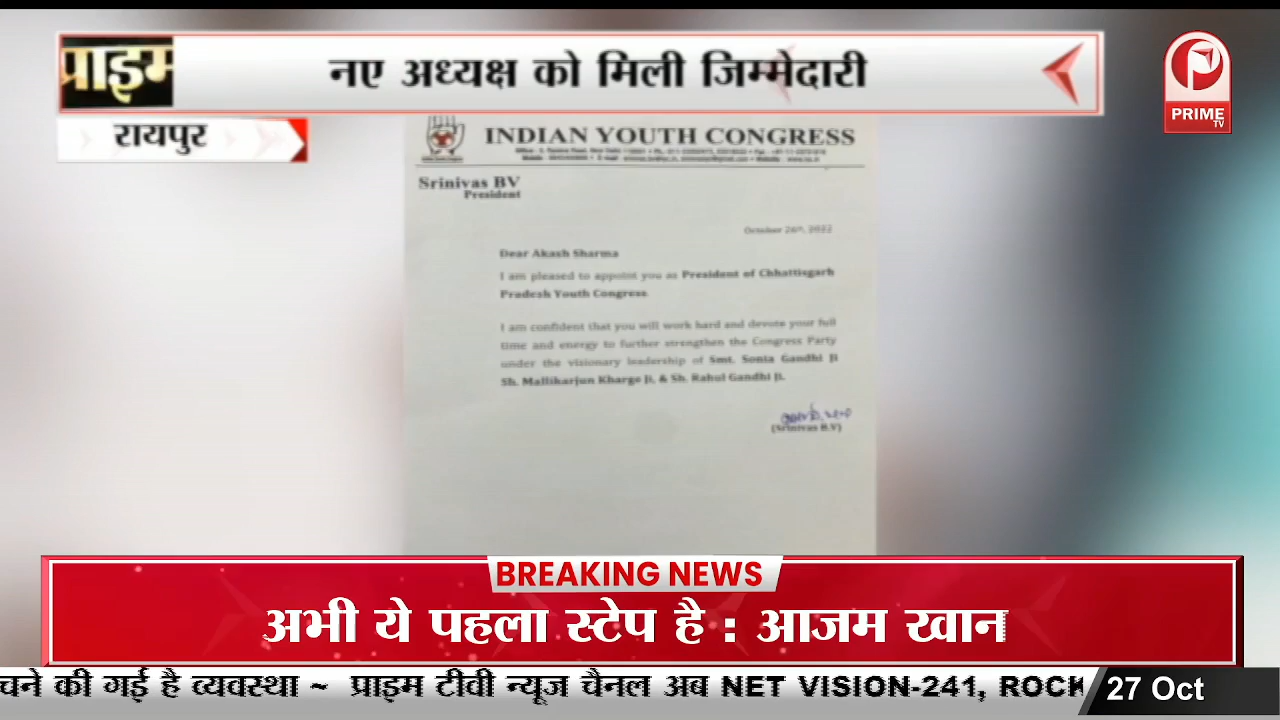 प्राइम
नए अध्यक्ष को मिली जिम्मेदारी
PRIME
TV
रायपुर
INDIAN YOUTH CONGRESS
Srinivas BV
President
October 26th, 2022
Dear Akash Sharma
I am pleased to appoint you as President of Chhattisgarh
Pradesh Youth Congress.
I am confident that you will work hard and devote your full
time and energy to further strengthen the Congress Party
under the visionary leadership of Smt. Sonia Gandhi Ji
Sh. Mallikarjun Kharge Ji, & Sh. Rahul Gandhi Ji.
(Srinivas B.V)
BREAKING NEWS
अभी ये पहला स्टेप है : आजम खान
चने की गई है व्यवस्था ~ प्राइम टीवी न्यूज चैनल अब NET VISION-241, ROCK
27 Oct